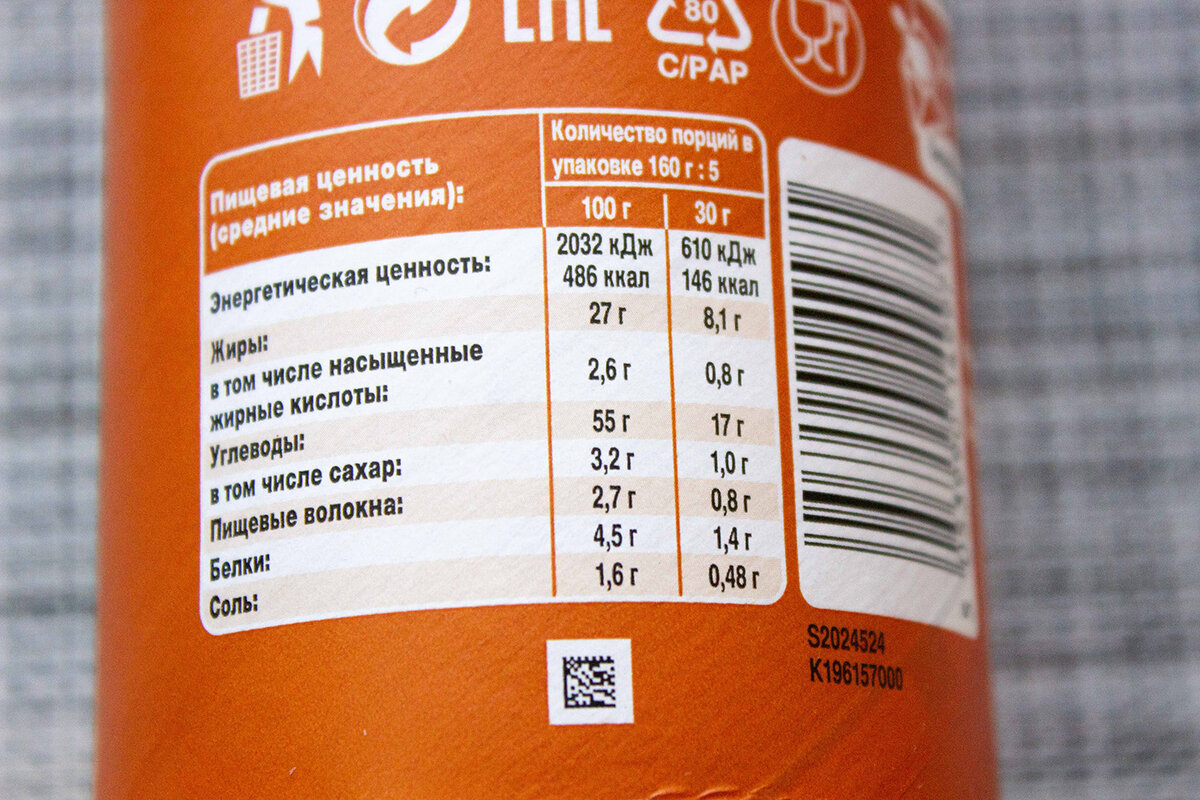 EAC
80
C/PAP
Пищевая ценность
(средние значения):
Количество порций в
упаковке 160 г : 5
100 г 30 г
Энергетическая ценность: 2032 кДж 610 кДж
486 ккал 146 ккал
Жиры: 27 г 8,1 г
в том числе насыщенные
жирные кислоты: 2,6 г 0,8 г
Углеводы: 55 г 17 г
в том числе сахар: 3,2 г 1,0 г
Пищевые волокна: 2,7 г 0,8 г
Белки: 4,5 г 1,4 г
Соль: 1,6 г 0,48 г
S2024524
K196157000